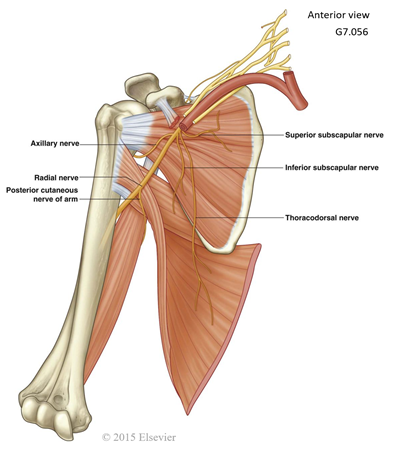 Anterior view
G7.056
Superior subscapular nerve
Axillary nerve
Inferior subscapular nerve
Radial nerve
Posterior cutaneous
nerve of arm
Thoracodorsal nerve
© 2015 Elsevier